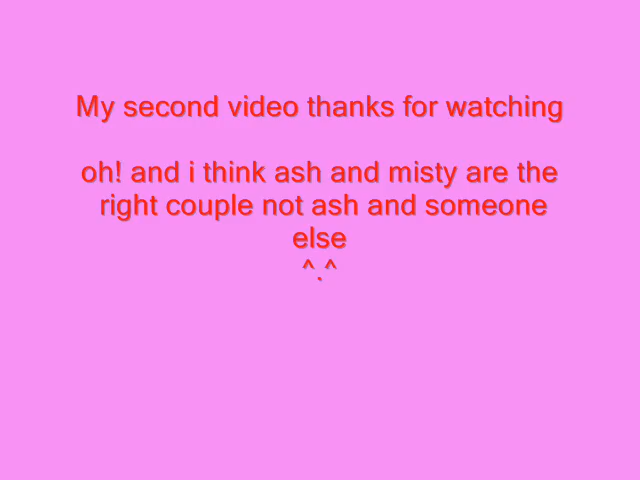 My second video thanks for watching
oh! and i think ash and misty are the
right couple not ash and someone
else
^.^